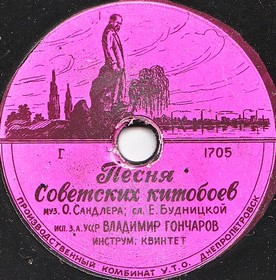 Г 1705
Песня
Советских китобоев
муз. О. Сандлера; сл. Е. Будницкой
исп. з. а. УССР ВЛАДИМИР ГОНЧАРОВ
ИНСТРУМ. КВИНТЕТ
ПРОИЗВОДСТВЕННЫЙ КОМБИНАТ У.Т.О. ДНЕПРОПЕТРОВСК